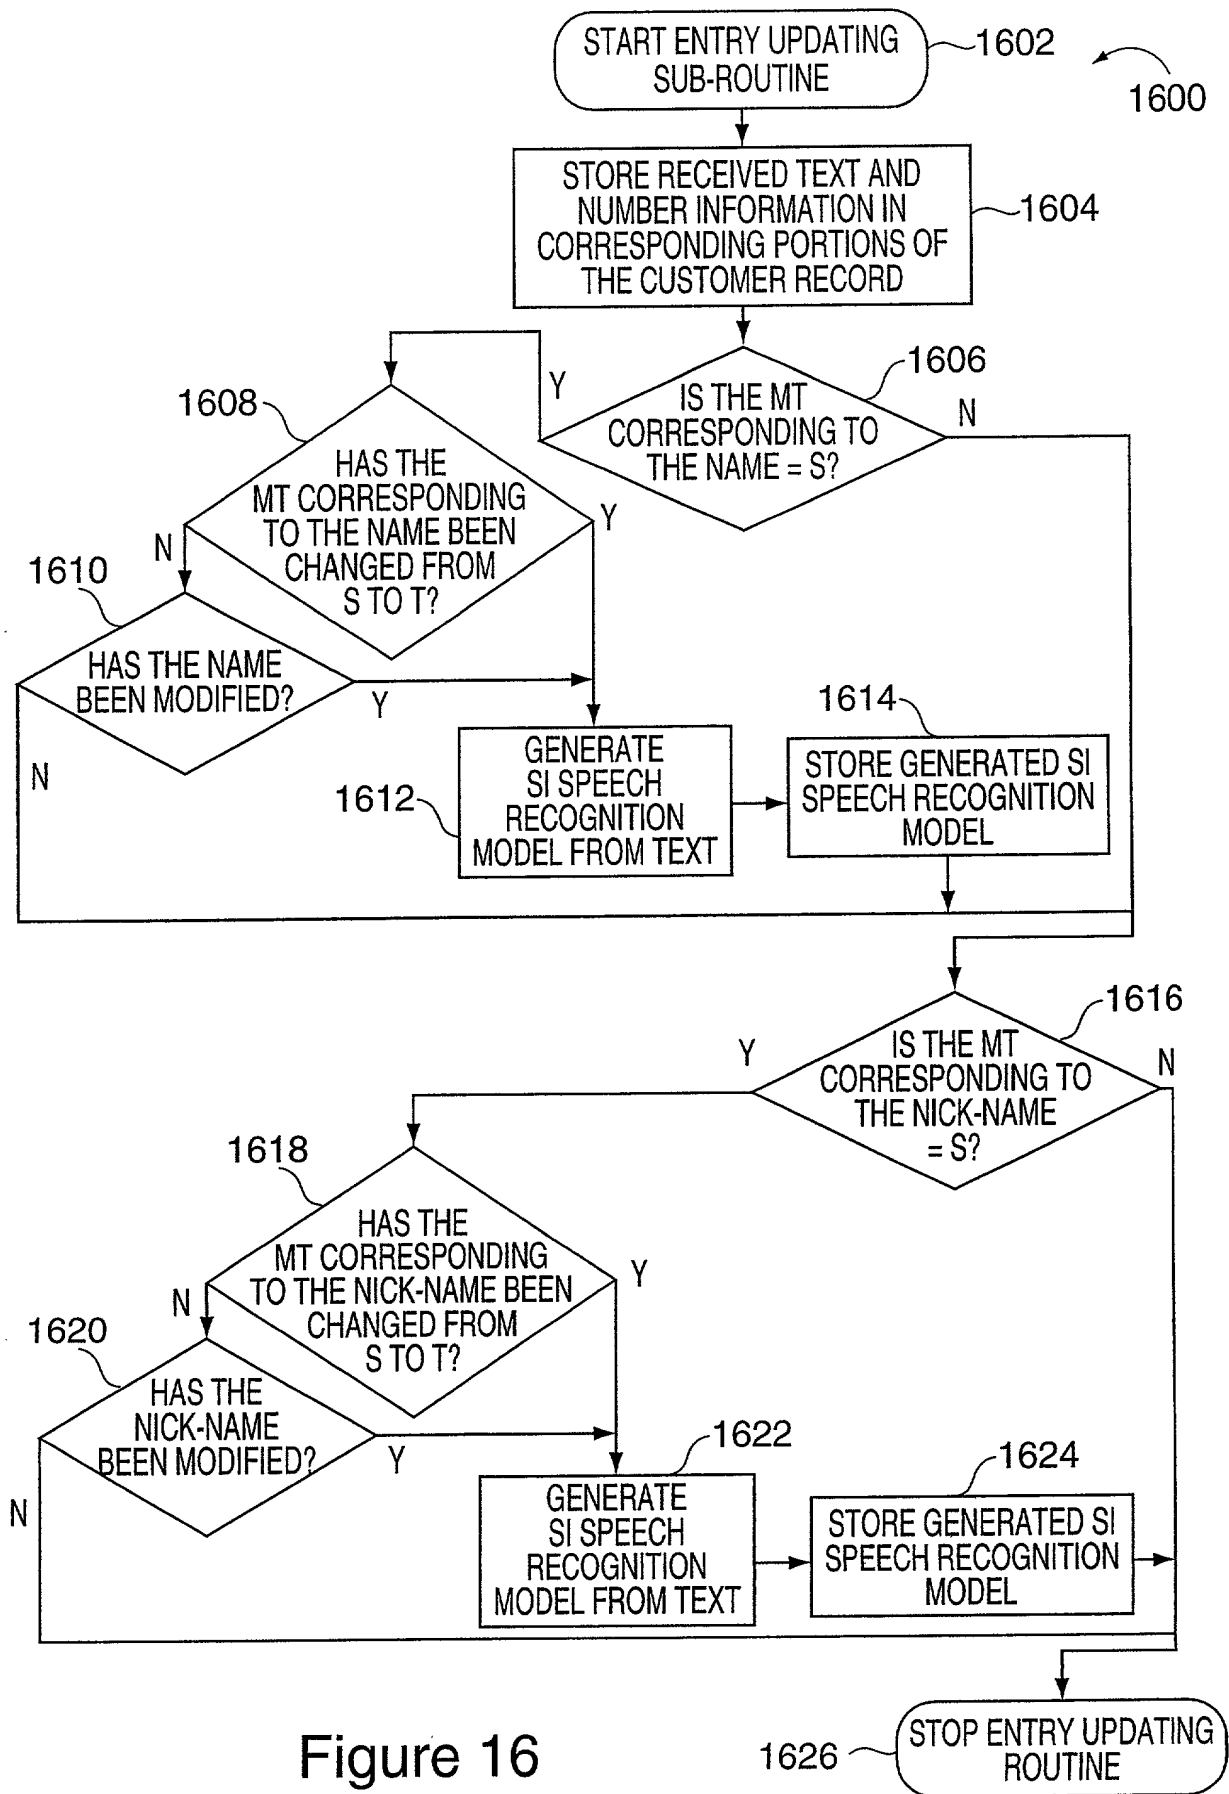 START ENTRY UPDATING
SUB-ROUTINE
1602
1600
STORE RECEIVED TEXT AND
NUMBER INFORMATION IN
CORRESPONDING PORTIONS OF
THE CUSTOMER RECORD
1604
1606
IS THE MT
CORRESPONDING TO
THE NAME = S?
Y
N
1608
HAS THE
MT CORRESPONDING
TO THE NAME BEEN
CHANGED FROM
S TO T?
N
Y
1610
HAS THE NAME
BEEN MODIFIED?
Y
N
1612
GENERATE
SI SPEECH
RECOGNITION
MODEL FROM TEXT
1614
STORE GENERATED SI
SPEECH RECOGNITION
MODEL
1616
IS THE MT
CORRESPONDING TO
THE NICK-NAME
= S?
Y
N
1618
HAS THE
MT CORRESPONDING
TO THE NICK-NAME BEEN
CHANGED FROM
S TO T?
N
Y
1620
HAS THE
NICK-NAME
BEEN MODIFIED?
Y
N
1622
GENERATE
SI SPEECH
RECOGNITION
MODEL FROM TEXT
1624
STORE GENERATED SI
SPEECH RECOGNITION
MODEL
STOP ENTRY UPDATING
ROUTINE
1626
Figure 16